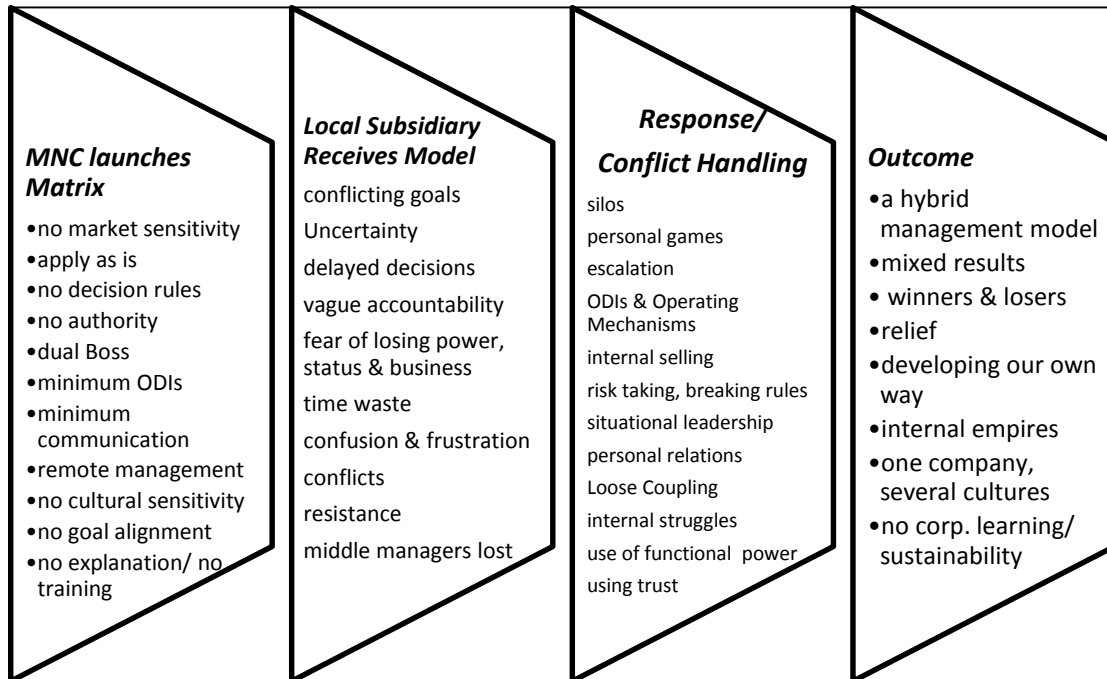 MNC launches
Matrix
•no market sensitivity
•apply as is
•no decision rules
•no authority
•dual Boss
•minimum ODIs
•minimum
communication
•remote management
•no cultural sensitivity
•no goal alignment
•no explanation/ no
training
Local Subsidiary
Receives Model
conflicting goals
Uncertainty
delayed decisions
vague accountability
fear of losing power,
status & business
time waste
confusion & frustration
conflicts
resistance
middle managers lost
Response/
Conflict Handling
silos
personal games
escalation
ODIs & Operating
Mechanisms
internal selling
risk taking, breaking rules
situational leadership
personal relations
Loose Coupling
internal struggles
use of functional power
using trust
Outcome
•a hybrid
management model
•mixed results
• winners & losers
•relief
•developing our own
way
•internal empires
•one company,
several cultures
•no corp. learning/
sustainability